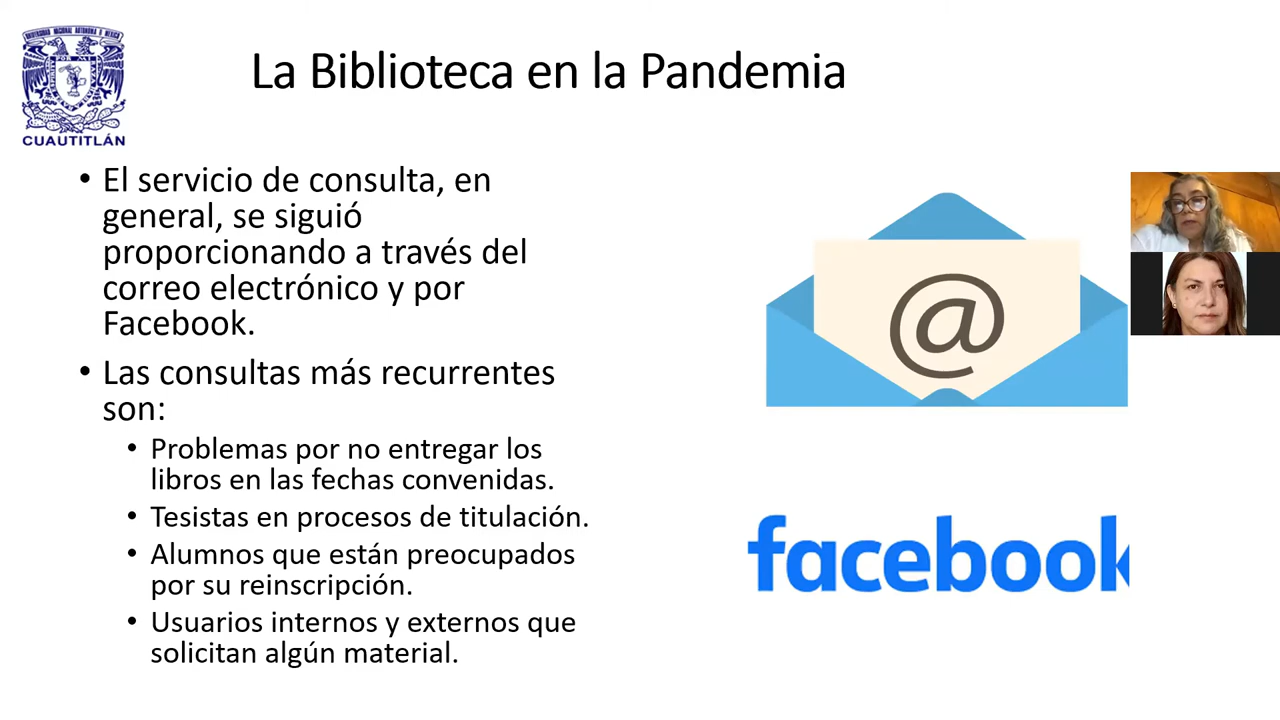 La Biblioteca en la Pandemia
CUAUTITLÁN
• El servicio de consulta, en
general, se siguió
proporcionando a través del
correo electrónico y por
Facebook.
• Las consultas más recurrentes
son:
• Problemas por no entregar los
libros en las fechas convenidas.
• Tesistas en procesos de titulación.
• Alumnos que están preocupados
por su reinscripción.
• Usuarios internos y externos que
solicitan algún material.
@
facebook